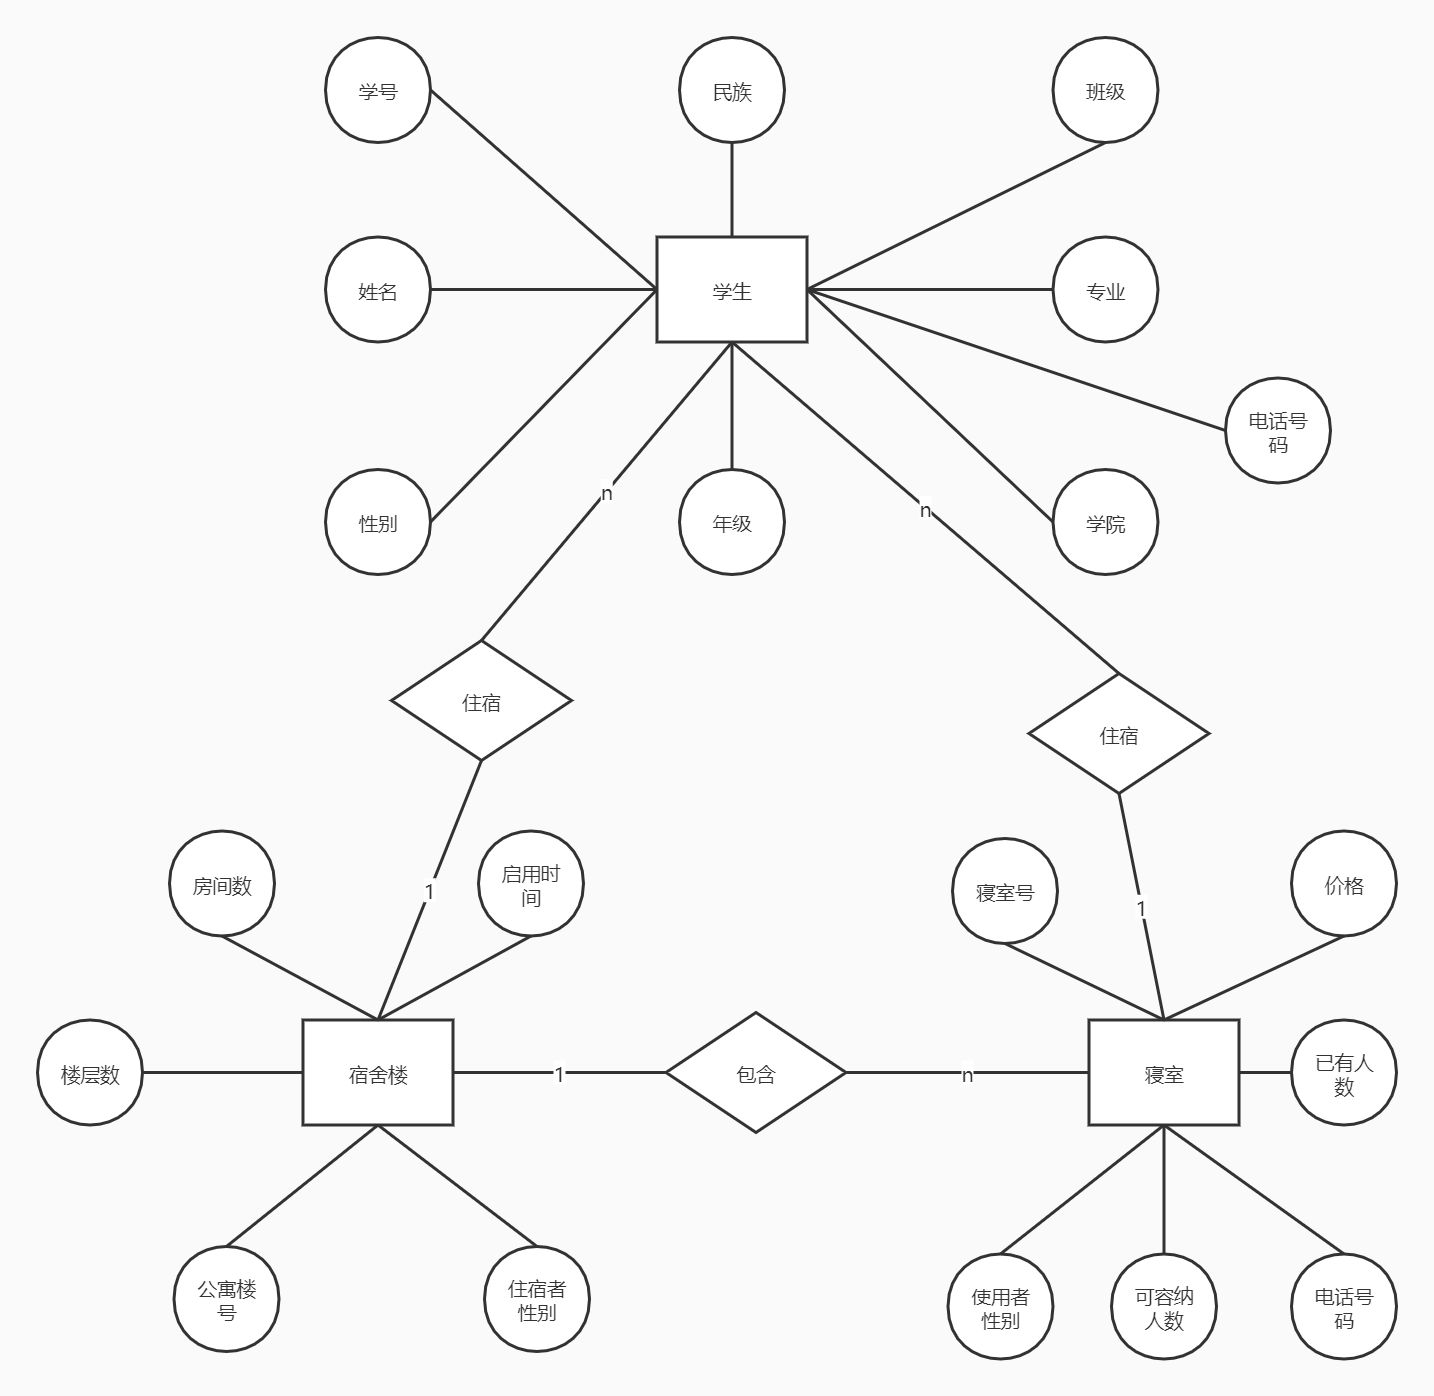 学号
民族
班级
姓名
学生
专业
电话号
码
性别
n
年级
n
学院
住宿
住宿
房间数
1
启用时
间
寝室号
1
价格
楼层数
宿舍楼
1
包含
n
寝室
已有人
数
公寓楼
号
住宿者
性别
使用者
性别
可容纳
人数
电话号
码